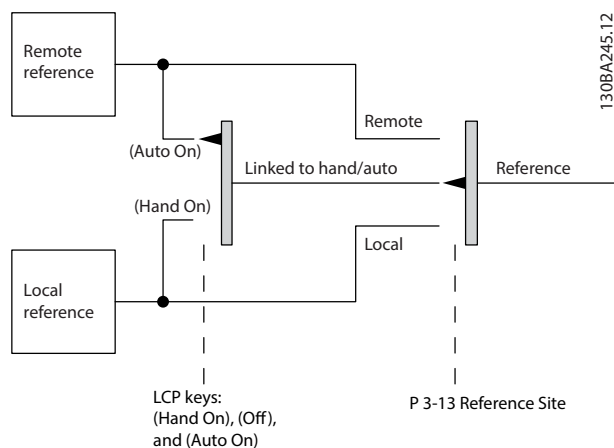 Remote
reference
130BA245.12
Remote
(Auto On)
Linked to hand/auto
Reference
(Hand On)
Local
Local
reference
LCP keys:
(Hand On), (Off),
and (Auto On)
P 3-13 Reference Site